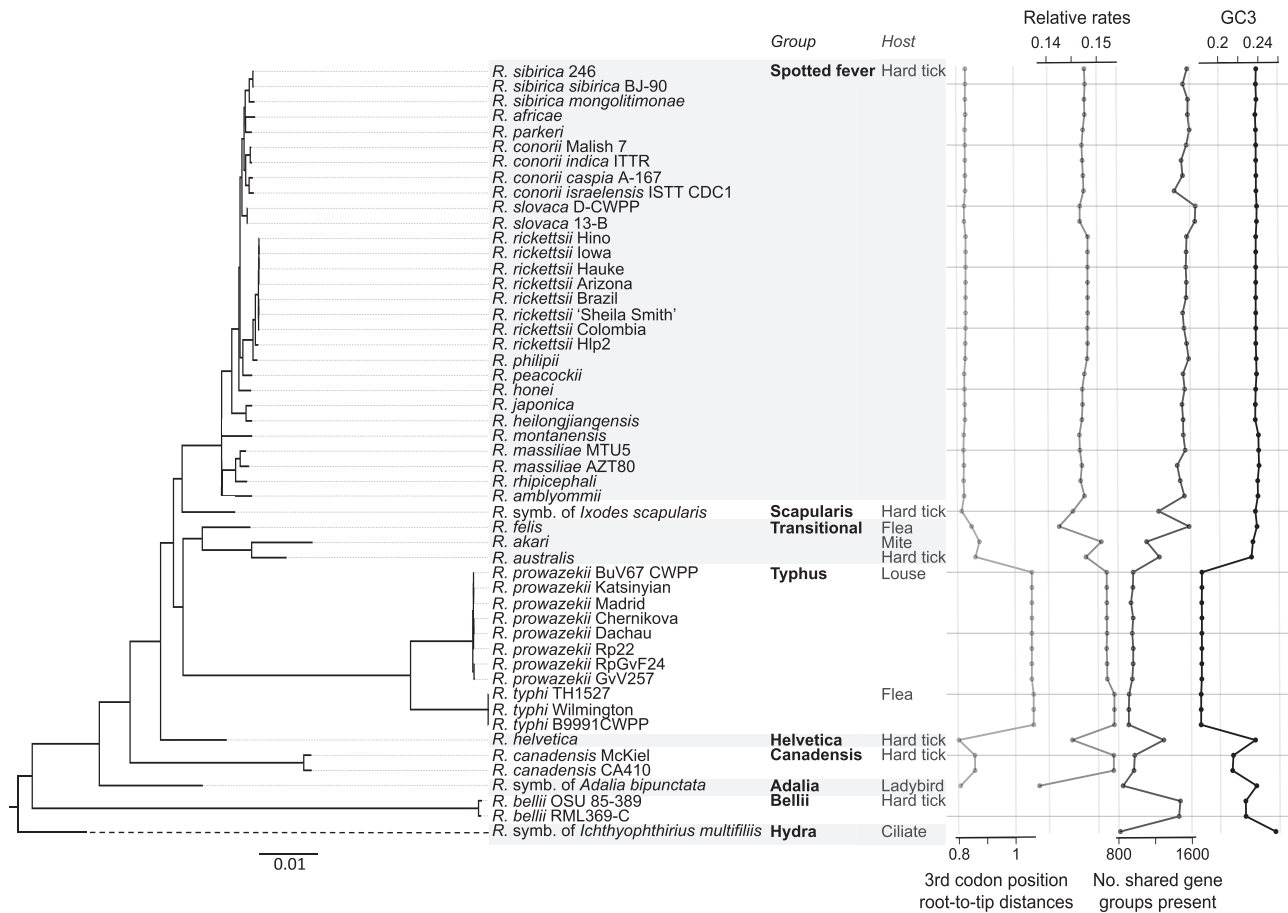 Relative rates GC3
Group Host 0.14 0.15 0.2 0.24
R. sibirica 246 Spotted fever Hard tick
R. sibirica sibirica BJ-90
R. sibirica mongolitimonae
R. africae
R. parkeri
R. conorii Malish 7
R. conorii indica ITTR
R. conorii caspia A-167
R. conorii israelensis ISTT CDC1
R. slovaca D-CWPP
R. slovaca 13-B
R. rickettsii Hino
R. rickettsii Iowa
R. rickettsii Hauke
R. rickettsii Arizona
R. rickettsii Brazil
R. rickettsii ‘Sheila Smith’
R. rickettsii Colombia
R. rickettsii Hlp2
R. philipii
R. peacockii
R. honei
R. japonica
R. heilongjiangensis
R. montanensis
R. massiliae MTU5
R. massiliae AZT80
R. rhipicephali
R. amblyommii
R. symb. of Ixodes scapularis Scapularis Hard tick
R. felis Transitional Flea
R. akari Mite
R. australis Hard tick
R. prowazekii BuV67 CWPP Typhus Louse
R. prowazekii Katsinyian
R. prowazekii Madrid
R. prowazekii Chernikova
R. prowazekii Dachau
R. prowazekii Rp22
R. prowazekii RpGvF24
R. prowazekii GvV257
R. typhi TH1527 Flea
R. typhi Wilmington
R. typhi B9991CWPP
R. helvetica Helvetica Hard tick
R. canadensis McKiel Canadensis Hard tick
R. canadensis CA410
R. symb. of Adalia bipunctata Adalia Ladybird
R. bellii OSU 85-389 Bellii Hard tick
R. bellii RML369-C
R. symb. of Ichthyophthirius multifiliis Hydra Ciliate
0.01 0.8 1 800 1600
3rd codon position No. shared gene
root-to-tip distances groups present